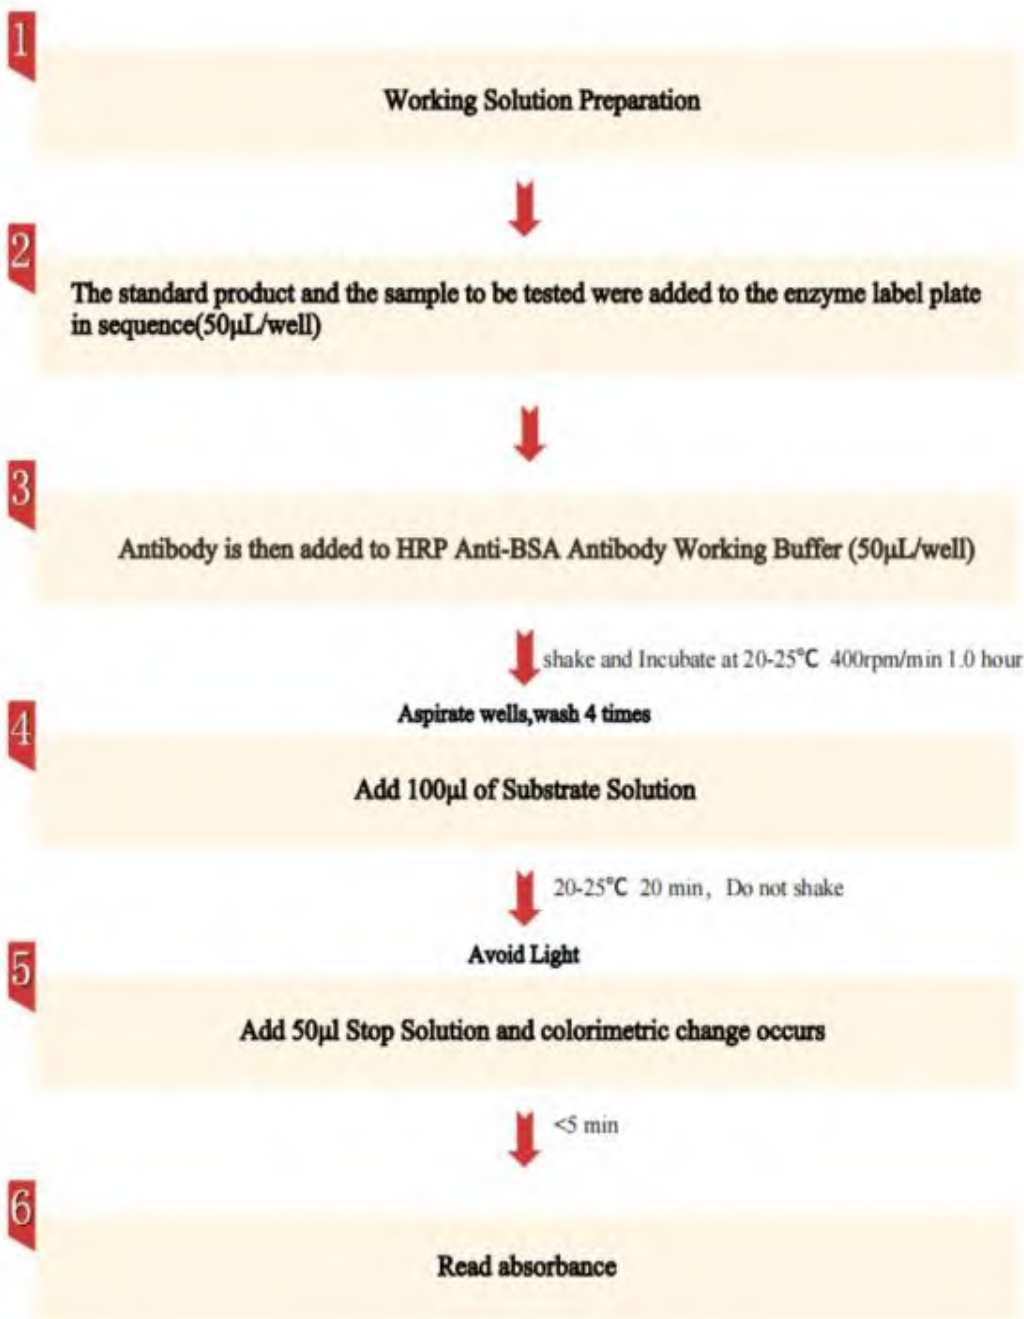 1
Working Solution Preparation
2
The standard product and the sample to be tested were added to the enzyme label plate
in sequence(50μL/well)
3
Antibody is then added to HRP Anti-BSA Antibody Working Buffer (50μL/well)
shake and Incubate at 20-25℃ 400rpm/min 1.0 hour
Aspirate wells,wash 4 times
4
Add 100μl of Substrate Solution
20-25℃ 20 min, Do not shake
Avoid Light
5
Add 50μl Stop Solution and colorimetric change occurs
<5 min
6
Read absorbance